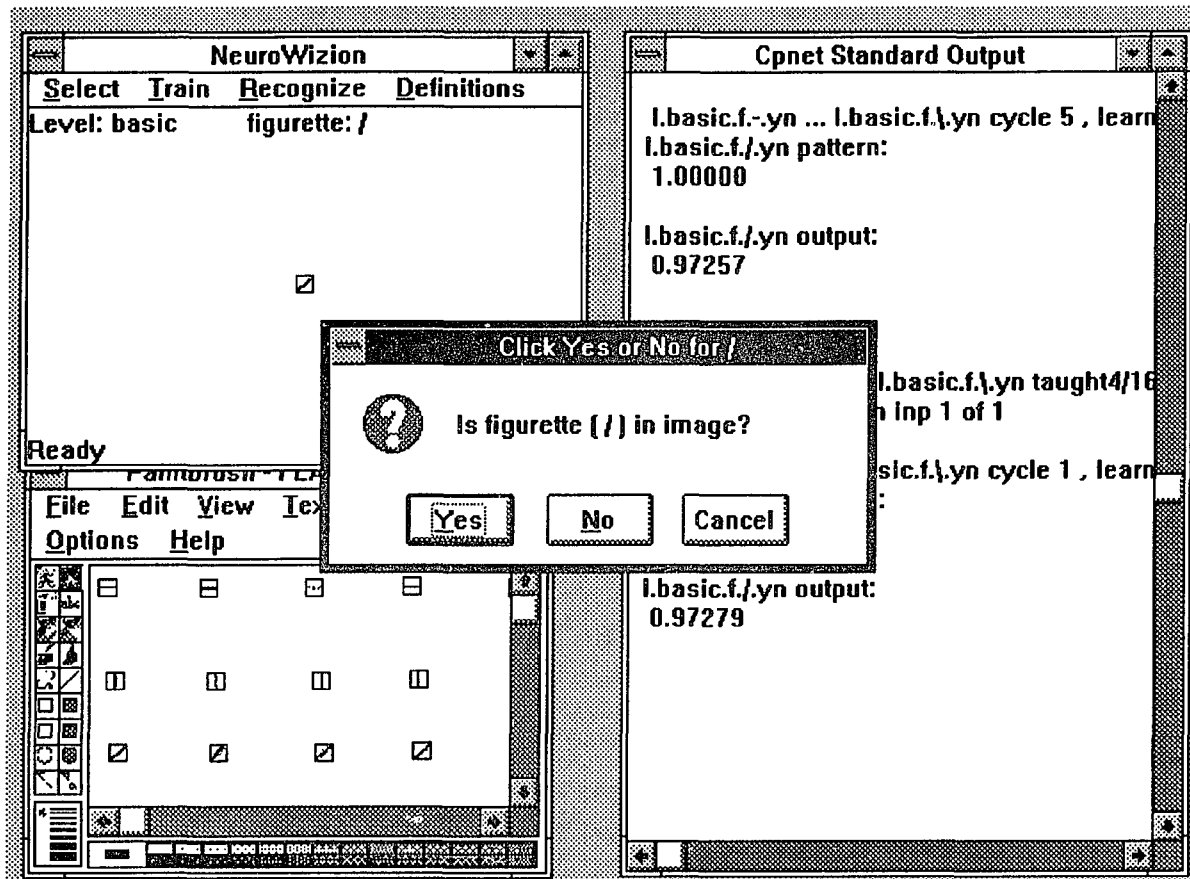 NeuroWizion
Select Train Recognize Definitions
Level: basic figurette: /
Ready
Cpnet Standard Output
l.basic.f.-.yn ... l.basic.f.\.yn cycle 5 , learn
l.basic.f./.yn pattern:
1.00000
l.basic.f./.yn output:
0.97257
l.basic.f.\.yn taught4/16
inp 1 of 1
sic.f.\.yn cycle 1 , learn
:
l.basic.f./.yn output:
0.97279
Click Yes or No for /
Is figurette ( / ) in image?
Yes No Cancel
File Edit View Tex
Options Help
abc